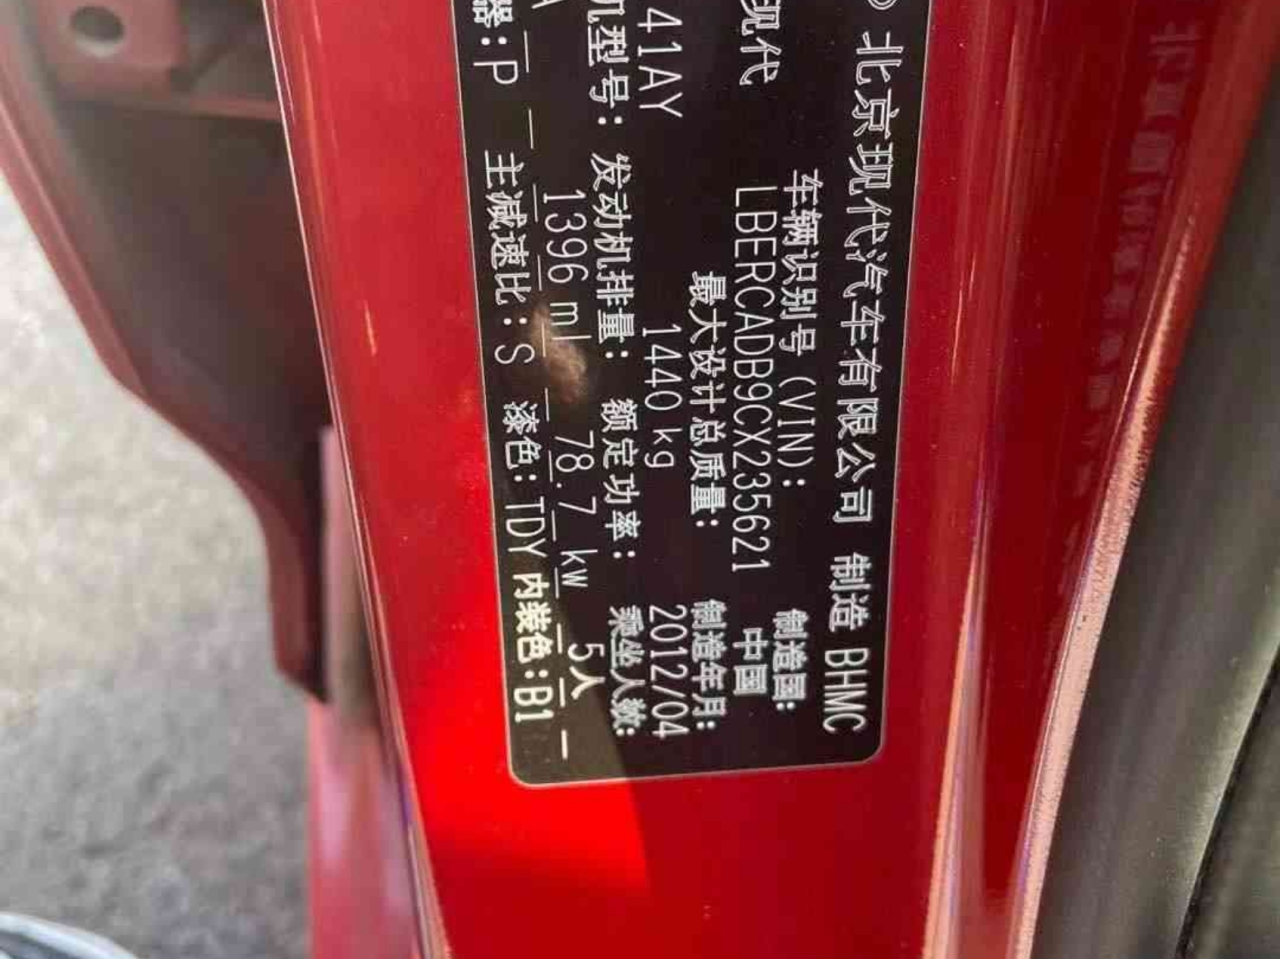 北京现代汽车有限公司 制造 BHMC
车辆识别号(VIN): 制造国:
现代 LBERCADB9CX235621 中国
最大设计总质量: 制造年月:
41AY 1440 kg 2012/04
机型号: 发动机排量: 额定功率: 乘坐人数:
A 1396 ml 78.7 kw 5人
器:P 主减速比:S 漆色:TDY 内装色:B1